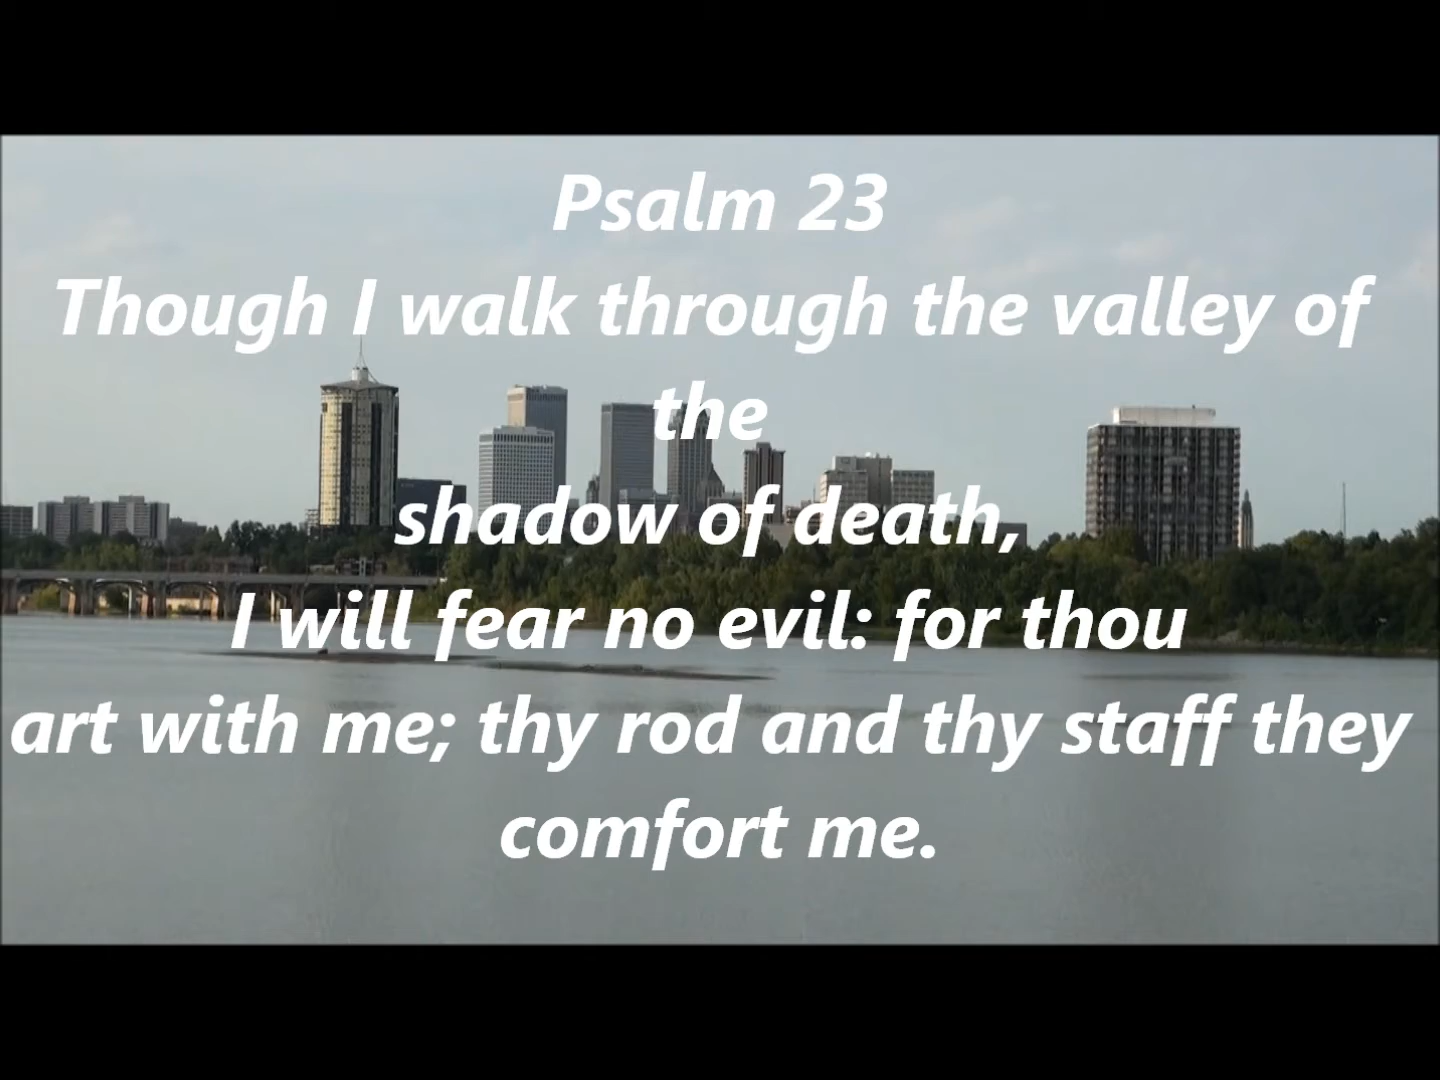 Psalm 23
Though I walk through the valley of
the
shadow of death,
I will fear no evil: for thou
art with me; thy rod and thy staff they
comfort me.